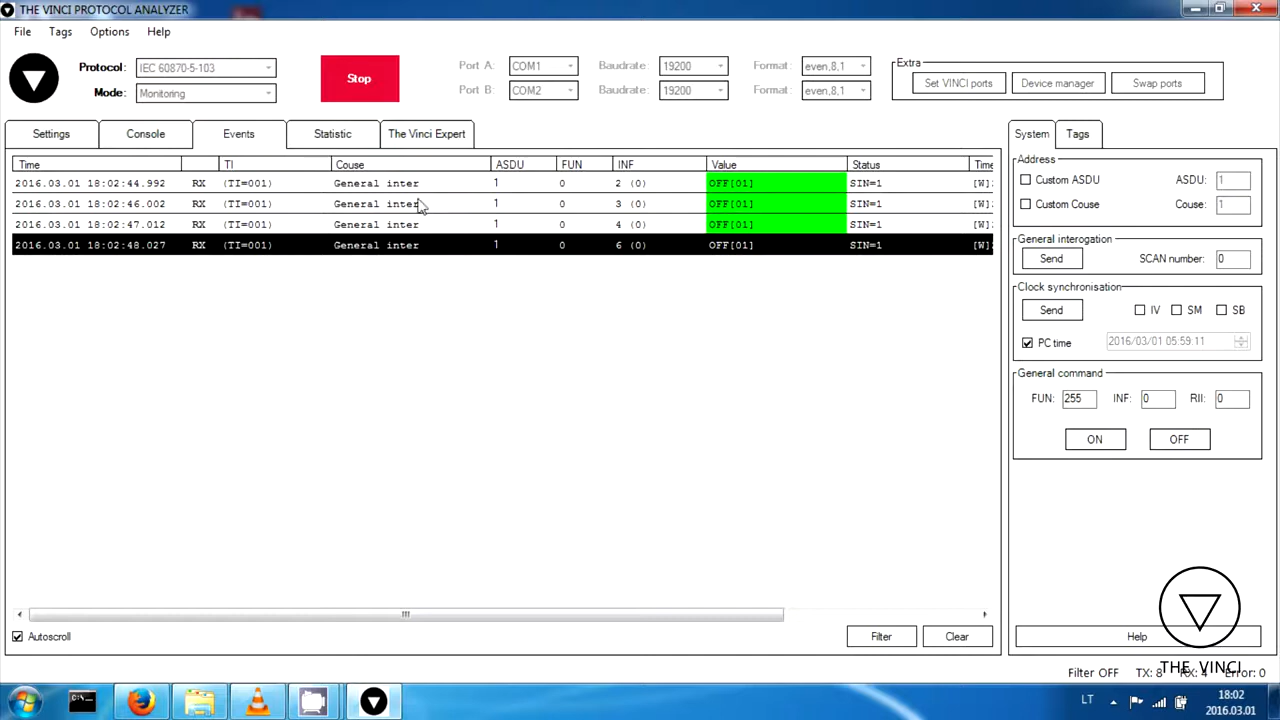 THE VINCI PROTOCOL ANALYZER
File Tags Options Help
Protocol: IEC 60870-5-103 Stop Port A: COM1 Baudrate: 19200 Format: even,8,1 Extra
Mode: Monitoring Port B: COM2 Baudrate: 19200 Format: even,8,1 Set VINCI ports Device manager Swap ports
Settings Console Events Statistic The Vinci Expert System Tags
Time TI Couse ASDU FUN INF Value Status Time
2016.03.01 18:02:44.992 RX (TI=001) General inter 1 0 2 (0) OFF[01] SIN=1
2016.03.01 18:02:46.002 RX (TI=001) General inter 1 0 3 (0) OFF[01] SIN=1
2016.03.01 18:02:47.012 RX (TI=001) General inter 1 0 4 (0) OFF[01] SIN=1
2016.03.01 18:02:48.027 RX (TI=001) General inter 1 0 6 (0) OFF[01] SIN=1
Address
Custom ASDU ASDU: 1
Custom Couse Couse: 1
General interogation
Send SCAN number: 0
Clock synchronisation
Send IV SM SB
PC time 2016/03/01 05:59:11
General command
FUN: 255 INF: 0 RII: 0
ON OFF
Autoscroll Filter Clear Help
THE VINCI
Filter OFF TX: 8 RX: 4 Error: 0
C:\
LT 18:02
2016.03.01